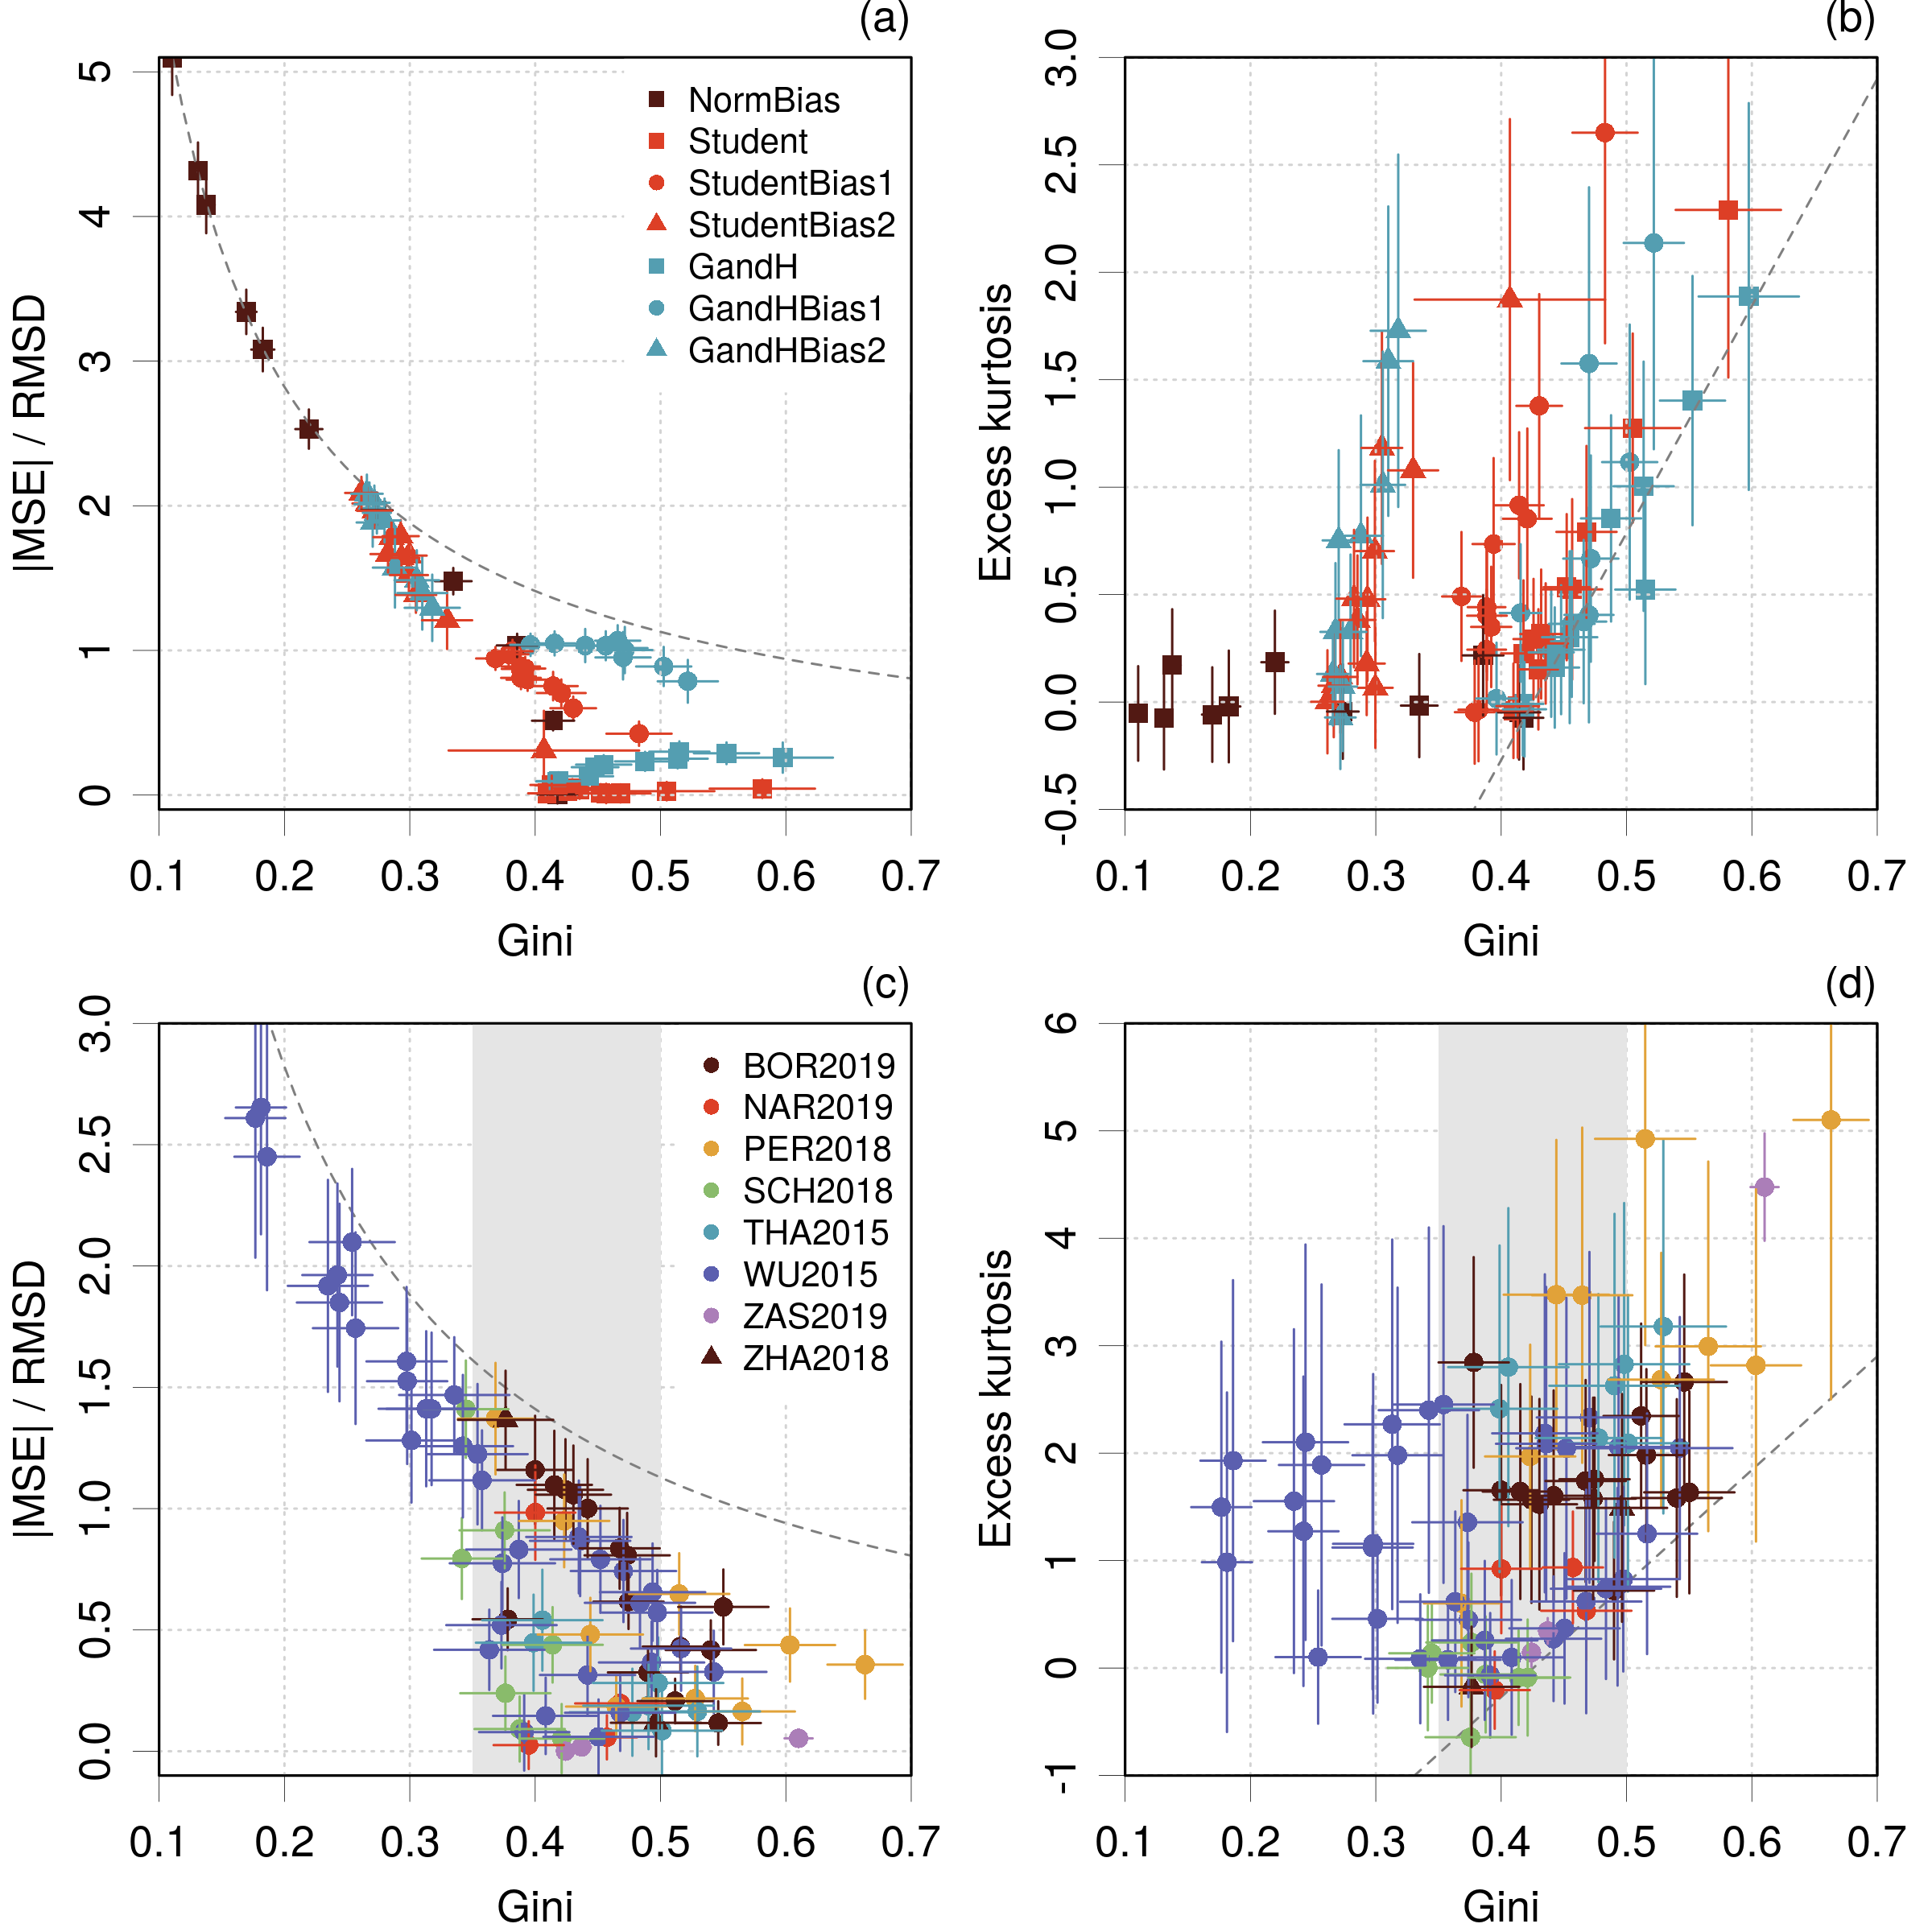 (a)
|MSE| / RMSD
5
4
3
2
1
0
NormBias
Student
StudentBias1
StudentBias2
GandH
GandHBias1
GandHBias2
0.1 0.2 0.3 0.4 0.5 0.6 0.7
Gini
(b)
Excess kurtosis
3.0
2.5
2.0
1.5
1.0
0.5
0.0
-0.5
0.1 0.2 0.3 0.4 0.5 0.6 0.7
Gini
(c)
|MSE| / RMSD
3.0
2.5
2.0
1.5
1.0
0.5
0.0
BOR2019
NAR2019
PER2018
SCH2018
THA2015
WU2015
ZAS2019
ZHA2018
0.1 0.2 0.3 0.4 0.5 0.6 0.7
Gini
(d)
Excess kurtosis
6
5
4
3
2
1
0
-1
0.1 0.2 0.3 0.4 0.5 0.6 0.7
Gini